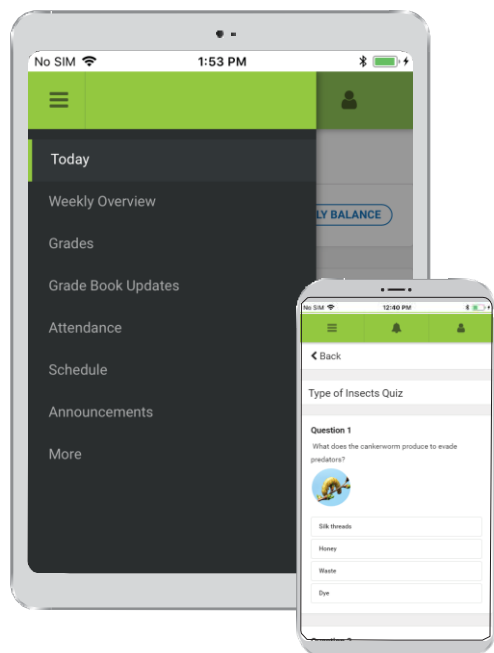 No SIM 1:53 PM
Today
LY BALANCE
Weekly Overview
Grades
Grade Book Updates
Attendance
Schedule
Announcements
More
No SIM 12:40 PM
Back
Type of Insects Quiz
Question 1
What does the cankerworm produce to evade
predators?
Silk threads
Honey
Waste
Dye